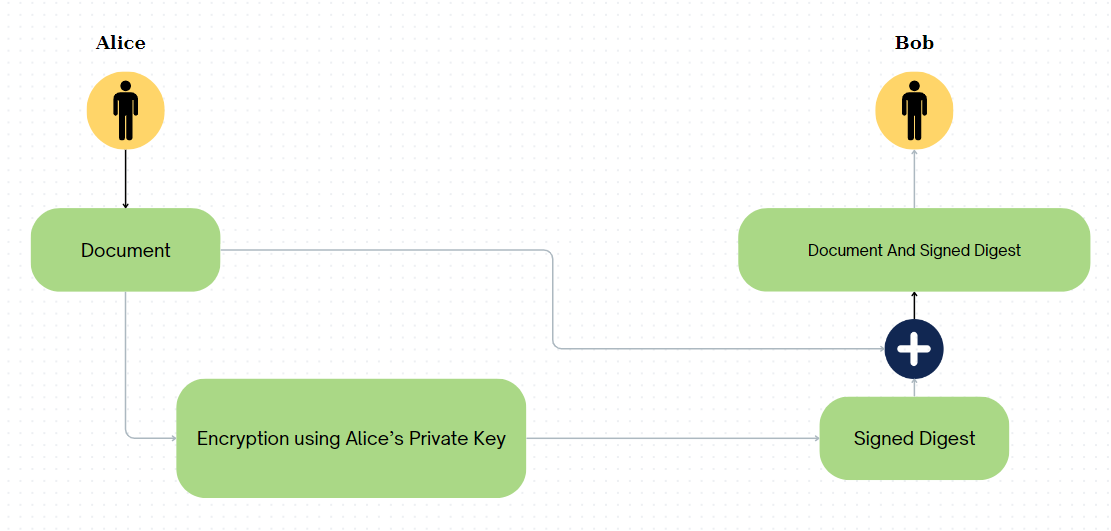 Alice
Bob
Document
Document And Signed Digest
Encryption using Alice’s Private Key
Signed Digest